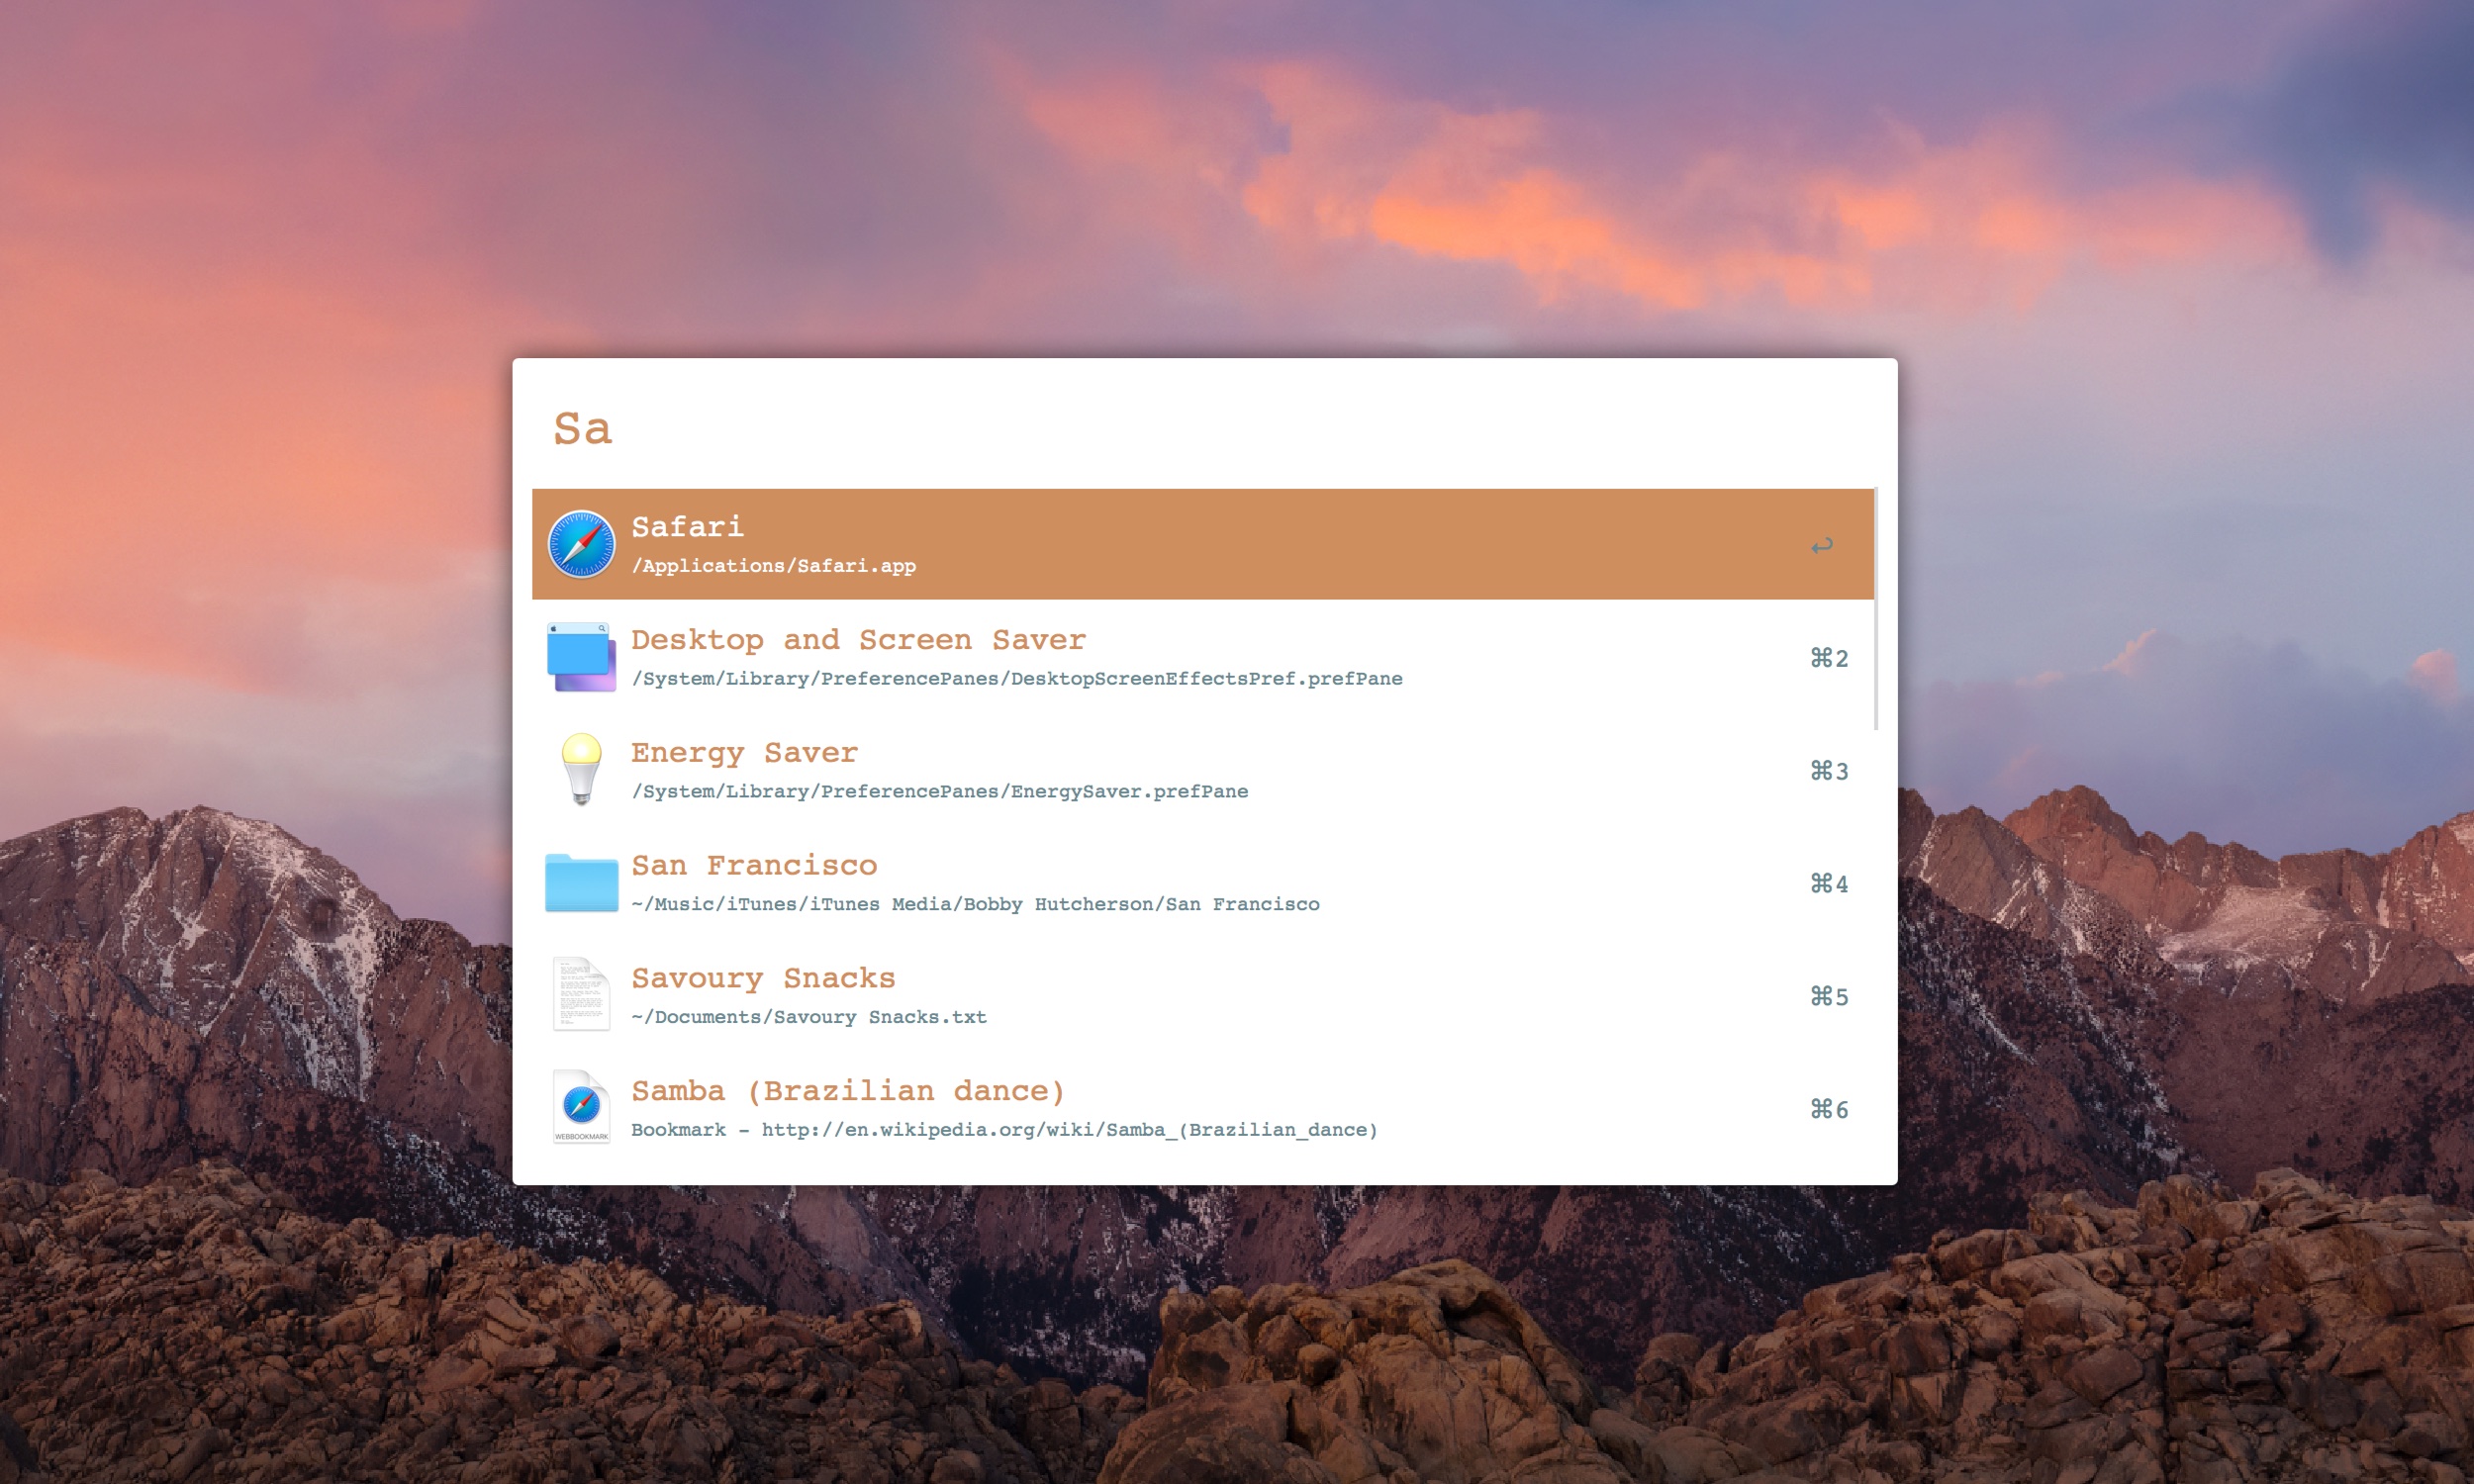 Sa
Safari
/Applications/Safari.app
↩
Desktop and Screen Saver
/System/Library/PreferencePanes/DesktopScreenEffectsPref.prefPane
⌘2
Energy Saver
/System/Library/PreferencePanes/EnergySaver.prefPane
⌘3
San Francisco
~/Music/iTunes/iTunes Media/Bobby Hutcherson/San Francisco
⌘4
Savoury Snacks
~/Documents/Savoury Snacks.txt
⌘5
WEBBOOKMARK
Samba (Brazilian dance)
Bookmark – http://en.wikipedia.org/wiki/Samba_(Brazilian_dance)
⌘6